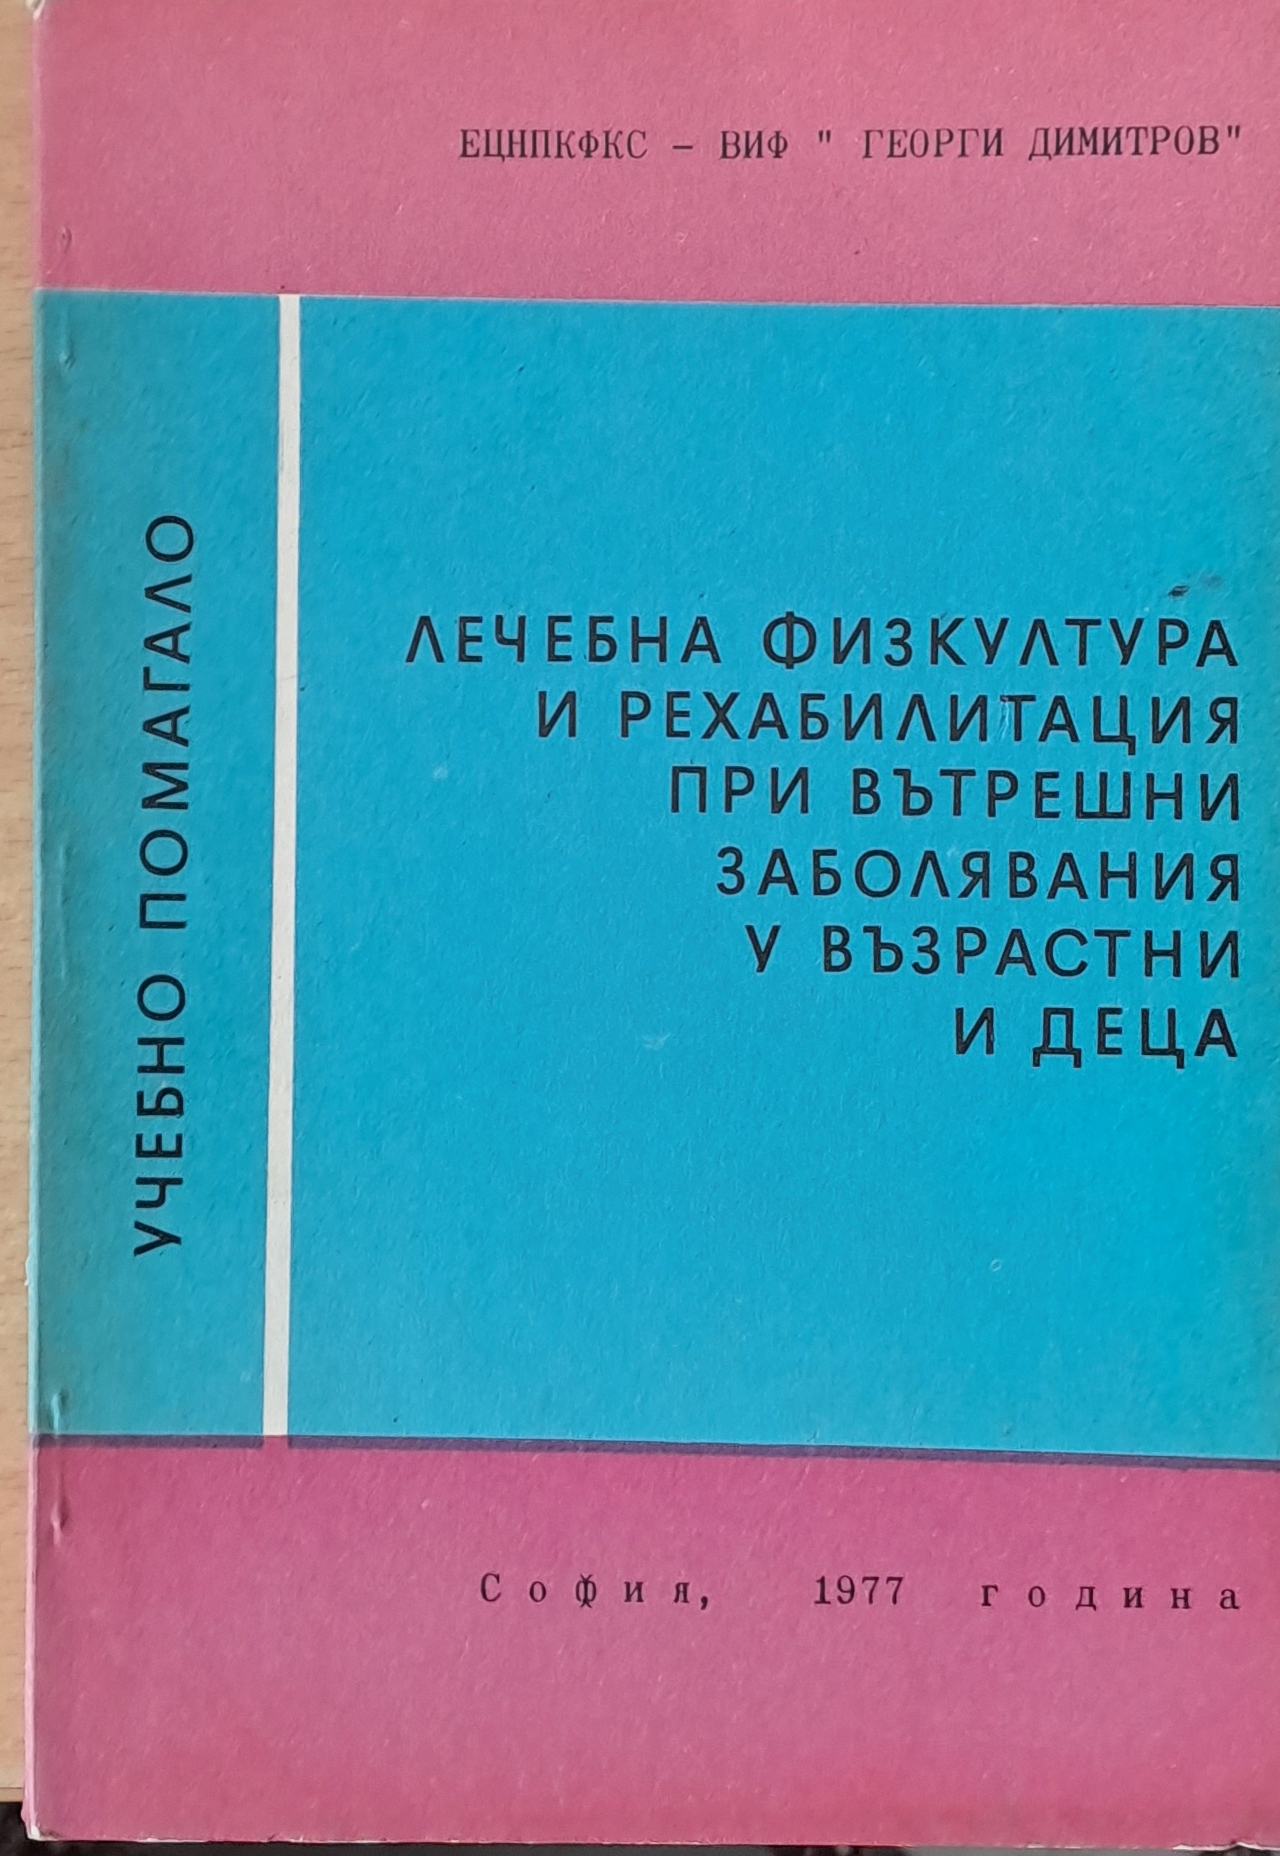 ЕЦНПКФКС – ВИФ " ГЕОРГИ ДИМИТРОВ"
УЧЕБНО ПОМАГАЛО
ЛЕЧЕБНА ФИЗКУЛТУРА
И РЕХАБИЛИТАЦИЯ
ПРИ ВЪТРЕШНИ
ЗАБОЛЯВАНИЯ
У ВЪЗРАСТНИ
И ДЕЦА
София, 1977 година